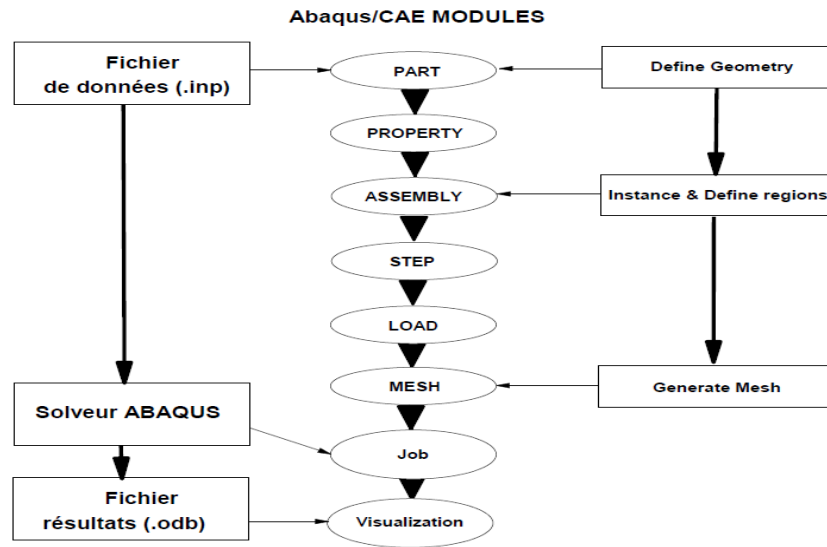 Abaqus/CAE MODULES
Fichier
de données (.inp)
PART
Define Geometry
PROPERTY
ASSEMBLY
Instance & Define regions
STEP
LOAD
MESH
Generate Mesh
Solveur ABAQUS
Job
Fichier
résultats (.odb)
Visualization